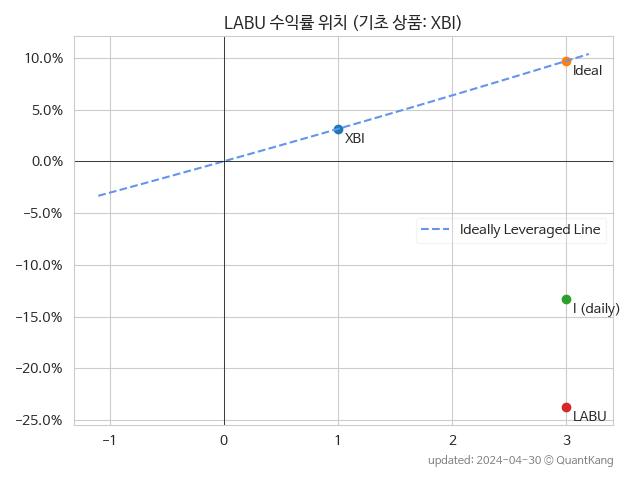 LABU 수익률 위치 (기초 상품: XBI)
10.0%
5.0%
0.0%
−5.0%
−10.0%
−15.0%
−20.0%
−25.0%
Ideal
XBI
Ideally Leveraged Line
I (daily)
LABU
−1
0
1
2
3
updated: 2024-04-30 © QuantKang